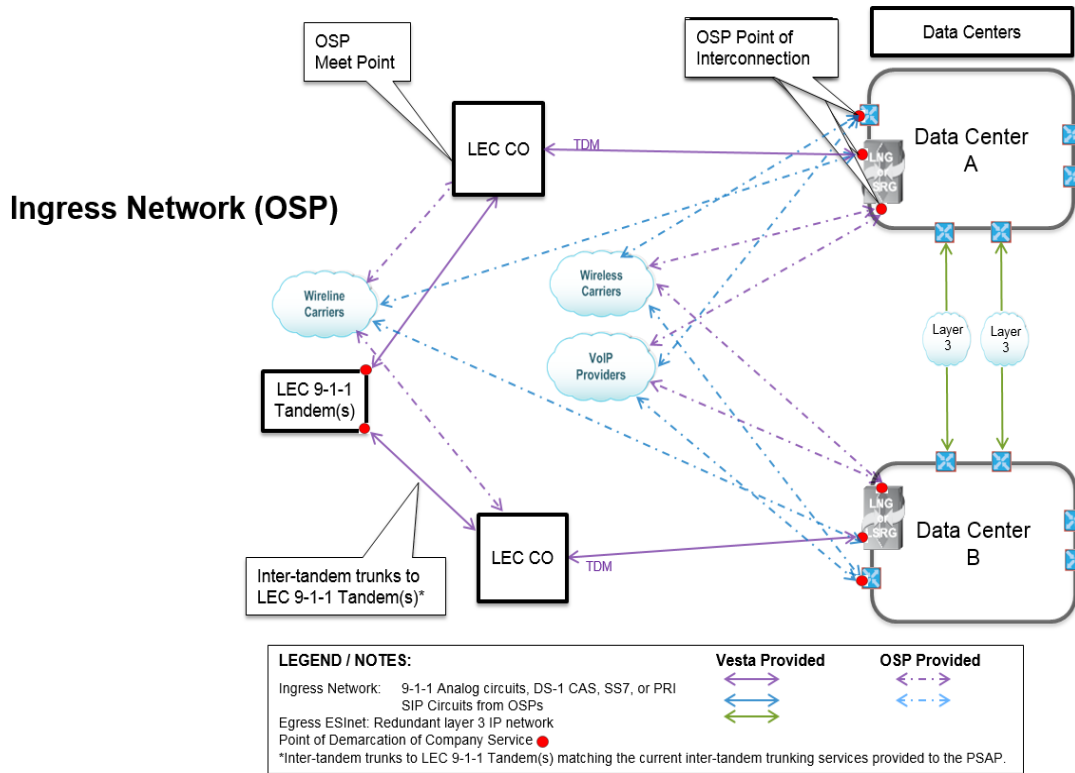 OSP
Meet Point
OSP Point of
Interconnection
Data Centers
LEC CO
TDM
LNG
or
LSRG
Data Center
A
Ingress Network (OSP)
Wireline
Carriers
Wireless
Carriers
VoIP
Providers
Layer
3
Layer
3
LEC 9-1-1
Tandem(s)
LEC CO
TDM
LNG
or
LSRG
Data Center
B
Inter-tandem trunks to
LEC 9-1-1 Tandem(s)*
LEGEND / NOTES:
Vesta Provided
OSP Provided
Ingress Network: 9-1-1 Analog circuits, DS-1 CAS, SS7, or PRI
SIP Circuits from OSPs
Egress ESInet: Redundant layer 3 IP network
Point of Demarcation of Company Service
*Inter-tandem trunks to LEC 9-1-1 Tandem(s) matching the current inter-tandem trunking services provided to the PSAP.